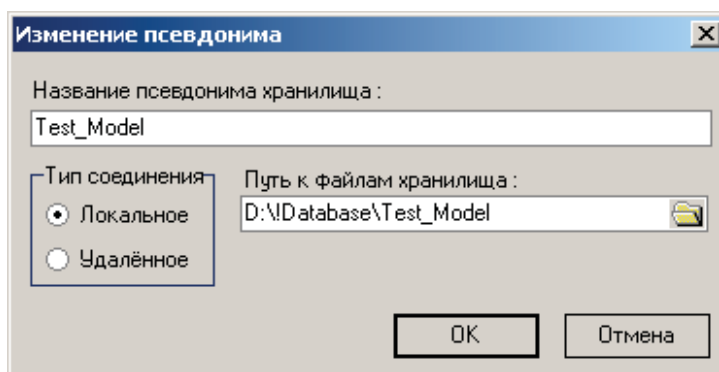 Изменение псевдонима
Название псевдонима хранилища :
Test_Model
Тип соединения
Путь к файлам хранилища :
Локальное
D:\!Database\Test_Model
Удалённое
OK
Отмена